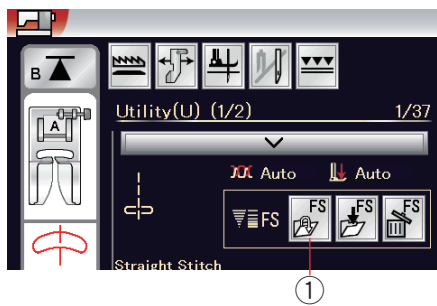 B
A
Utility(U) (1/2) 1/37
Auto Auto
FS FS FS FS
Straight Stitch
1